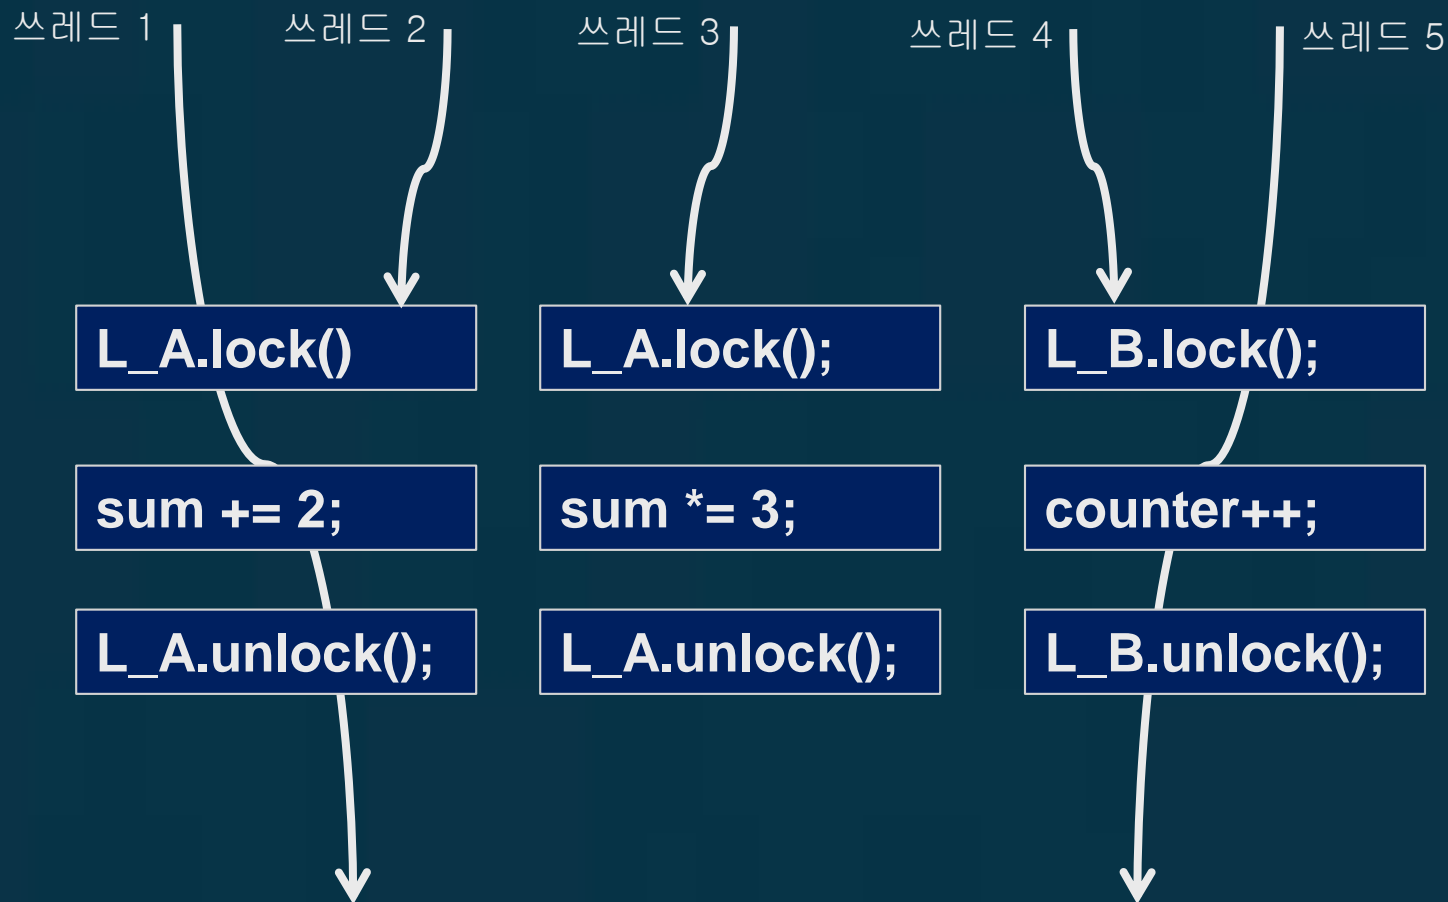 쓰레드 1
쓰레드 2
쓰레드 3
쓰레드 4
쓰레드 5
L_A.lock()
L_A.lock();
L_B.lock();
sum += 2;
sum *= 3;
counter++;
L_A.unlock();
L_A.unlock();
L_B.unlock();